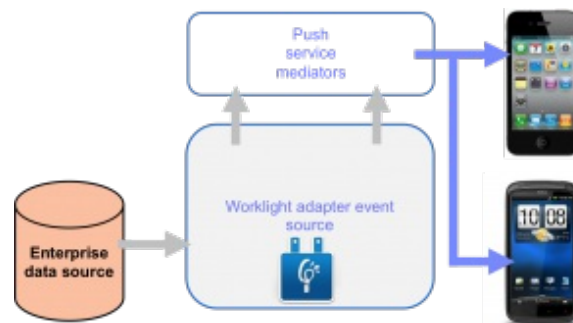 Push
service
mediators
Worklight adapter event
source
Enterprise
data source
10 08